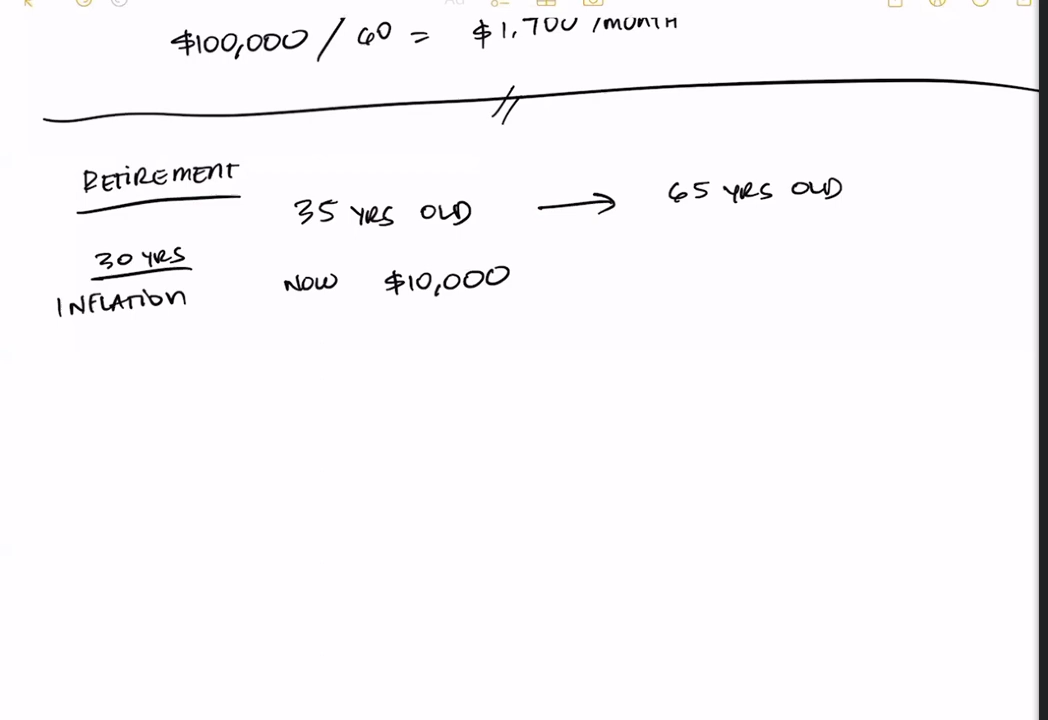 $100,000 / 60 = $1,700 /MONTH
RETIREMENT
35 YRS OLD → 65 YRS OLD
30 YRS
INFLATION NOW $10,000